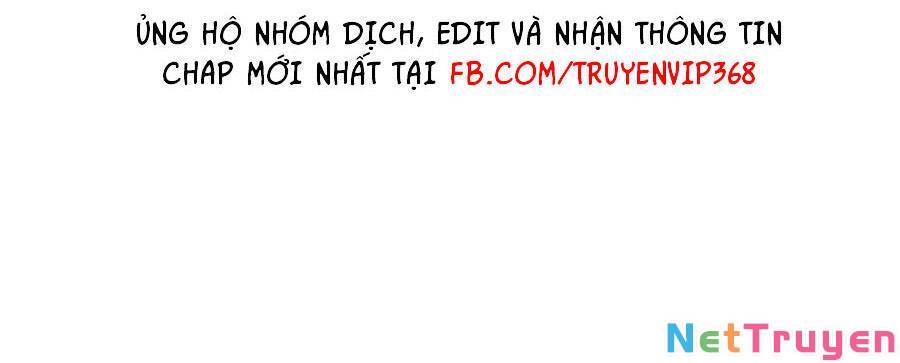 ỦNG HỘ NHÓM DỊCH, EDIT VÀ NHẬN THÔNG TIN
CHAP MỚI NHẤT TẠI FB.COM/TRUYENVIP368
NetTruyen